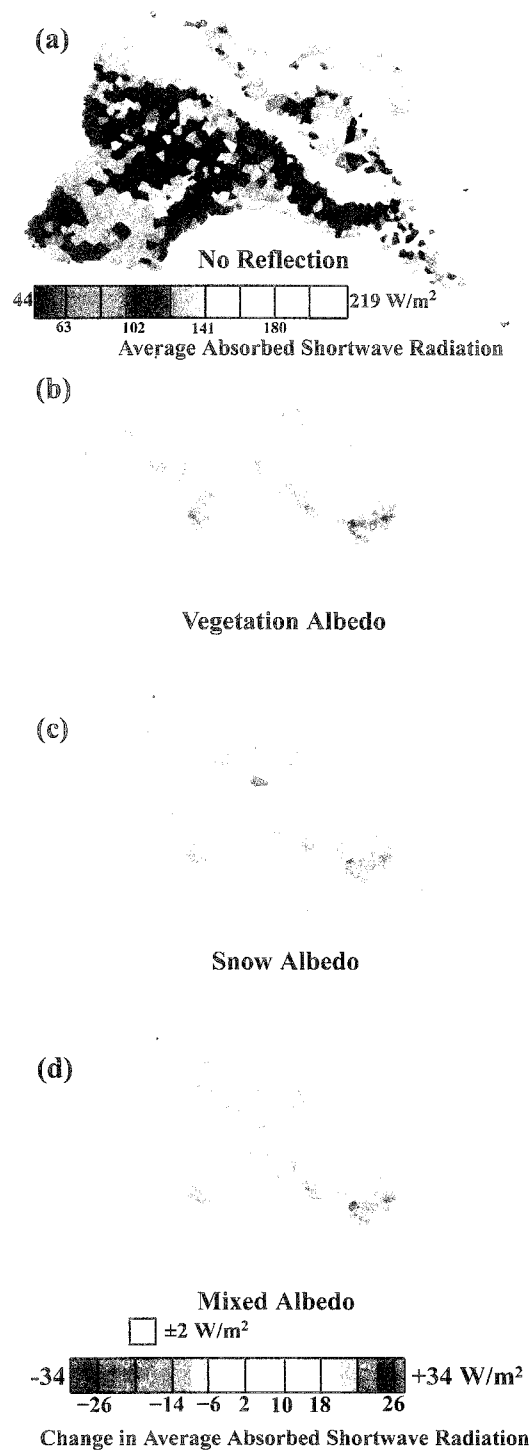 (a)
No Reflection
44 219 W/m²
63 102 141 180
Average Absorbed Shortwave Radiation
(b)
Vegetation Albedo
(c)
Snow Albedo
(d)
Mixed Albedo
±2 W/m²
-34 +34 W/m²
−26 −14 −6 2 10 18 26
Change in Average Absorbed Shortwave Radiation